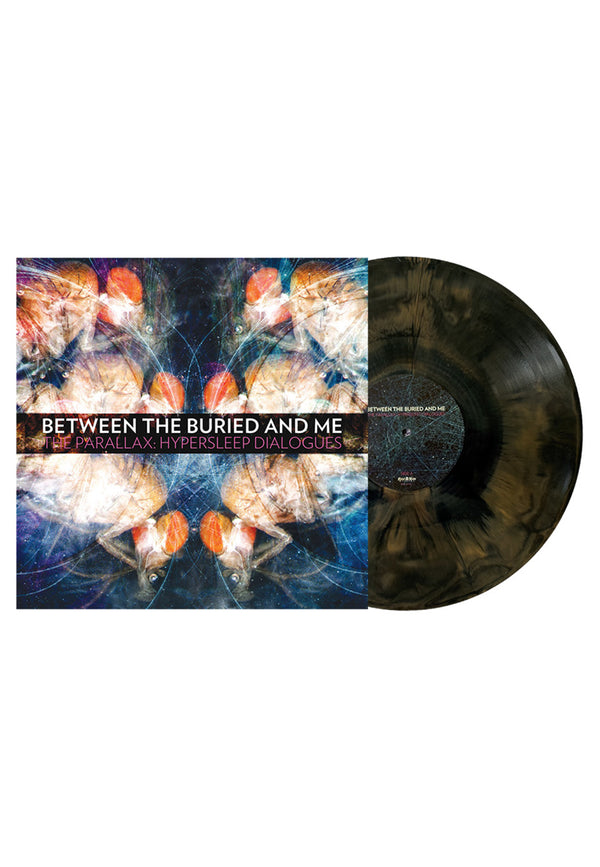 BETWEEN THE BURIED AND ME
THE PARALLAX: HYPERSLEEP DIALOGUES
BETWEEN THE BURIED AND ME